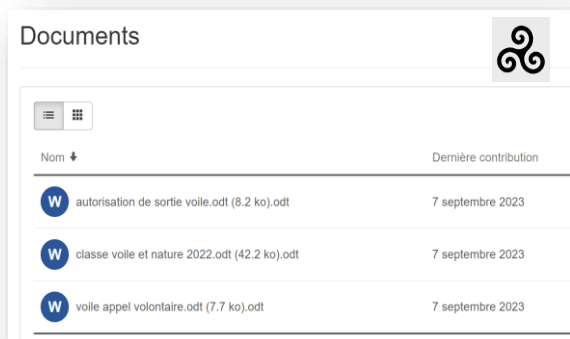 Documents
Nom Dernière contribution
W autorisation de sortie voile.odt (8.2 ko).odt 7 septembre 2023
W classe voile et nature 2022.odt (42.2 ko).odt 7 septembre 2023
W voile appel volontaire.odt (7.7 ko).odt 7 septembre 2023